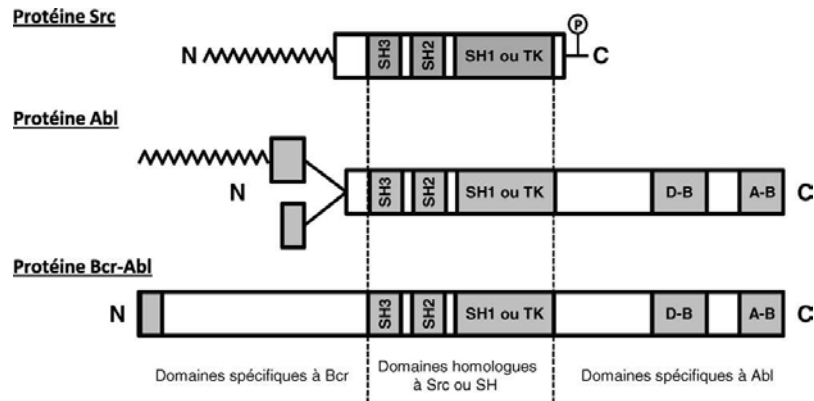 Protéine Src
P
N SH3 SH2 SH1 ou TK C
Protéine Abl
N SH3 SH2 SH1 ou TK D-B A-B C
Protéine Bcr-Abl
N SH3 SH2 SH1 ou TK D-B A-B C
Domaines spécifiques à Bcr
Domaines homologues
à Src ou SH
Domaines spécifiques à Abl